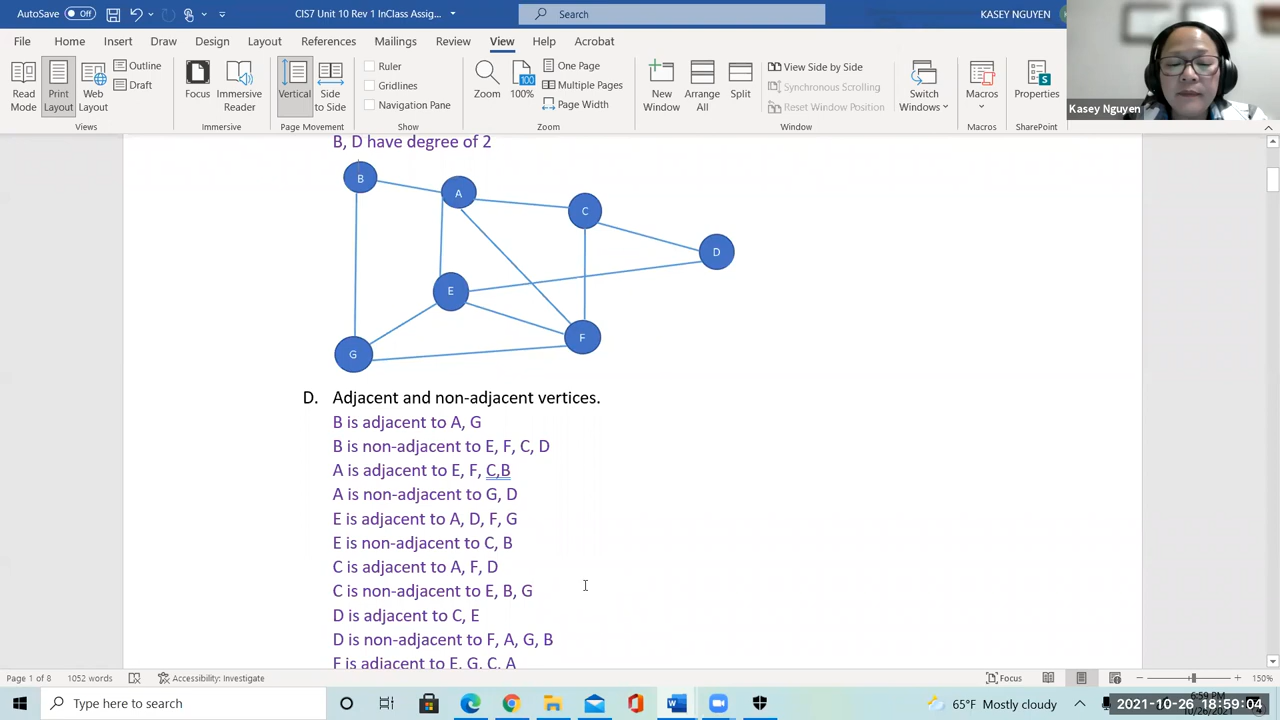 AutoSave Off CIS7 Week 10 Rev 1 InClass Assig... Search KASEY NGUYEN
File Home Insert Draw Design Layout References Mailings Review View Help Acrobat
Read Mode Print Layout Web Layout Outline Draft Focus Immersive Reader Vertical Side to Side Ruler Gridlines Navigation Pane Zoom 100% One Page Multiple Pages Page Width New Window Arrange All Split View Side by Side Synchronous Scrolling Reset Window Position Switch Windows Macros Properties
Views Immersive Page Movement Show Zoom Window Macros SharePoint
Kasey Nguyen
B, D have degree of 2
B
A
C
D
E
F
G
D. Adjacent and non-adjacent vertices.
B is adjacent to A, G
B is non-adjacent to E, F, C, D
A is adjacent to E, F, C,B
A is non-adjacent to G, D
E is adjacent to A, D, F, G
E is non-adjacent to C, B
C is adjacent to A, F, D
C is non-adjacent to E, B, G
D is adjacent to C, E
D is non-adjacent to F, A, G, B
F is adjacent to E, G, C, A
Page 1 of 8 1052 words Accessibility: Investigate Focus 150%
Type here to search 65°F Mostly cloudy 6:59 PM
2021-10-26 18:59:04